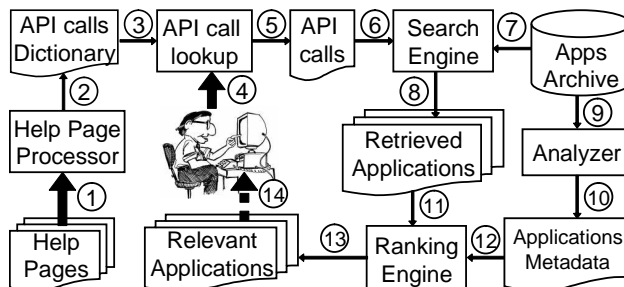 API calls
Dictionary
3
API call
lookup
5
API
calls
6
Search
Engine
7
Apps
Archive
2
4
8
9
Help Page
Processor
Retrieved
Applications
Analyzer
1
14
11
10
Help
Pages
Relevant
Applications
13
Ranking
Engine
12
Applications
Metadata